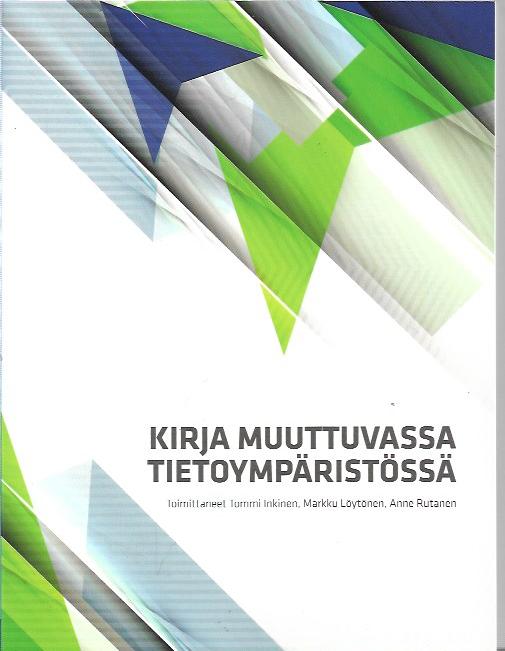 KIRJA MUUTTUVASSA
TIETOYMPÄRISTÖSSÄ
Toimittaneet Tommi Inkinen, Markku Löytönen, Anne Rutanen